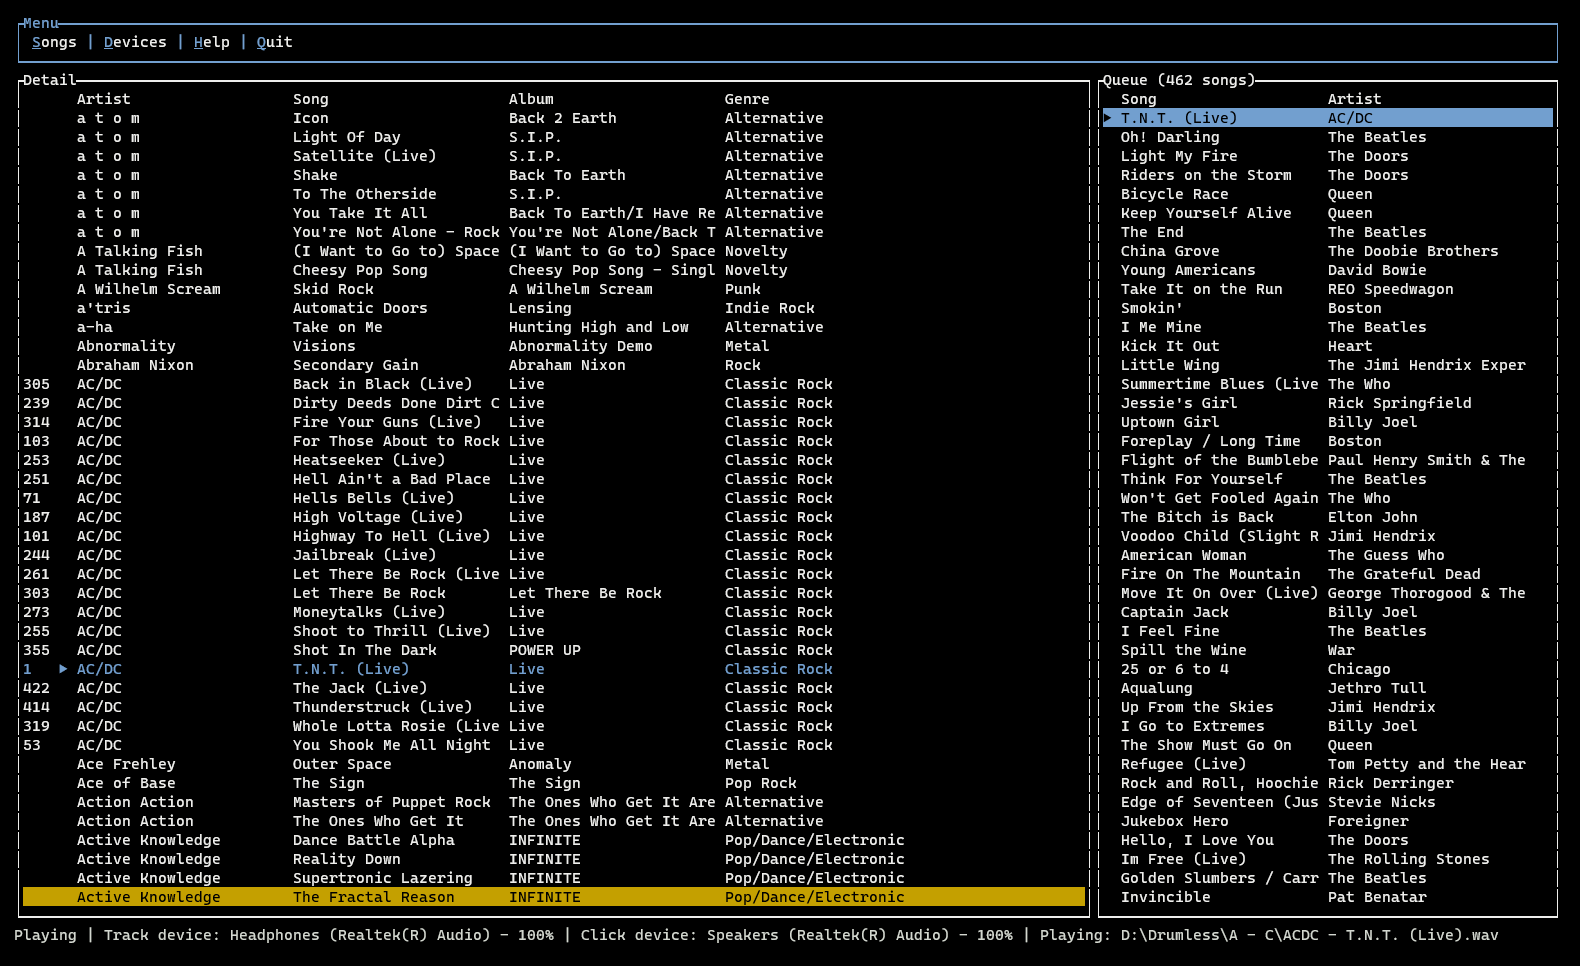 Menu
Songs | Devices | Help | Quit
Detail
Artist Song Album Genre
a t o m Icon Back 2 Earth Alternative
a t o m Light Of Day S.I.P. Alternative
a t o m Satellite (Live) S.I.P. Alternative
a t o m Shake Back To Earth Alternative
a t o m To The Otherside S.I.P. Alternative
a t o m You Take It All Back To Earth/I Have Re Alternative
a t o m You're Not Alone - Rock You're Not Alone/Back T Alternative
A Talking Fish (I Want to Go to) Space (I Want to Go to) Space Novelty
A Talking Fish Cheesy Pop Song Cheesy Pop Song - Singl Novelty
A Wilhelm Scream Skid Rock A Wilhelm Scream Punk
a'tris Automatic Doors Lensing Indie Rock
a-ha Take on Me Hunting High and Low Alternative
Abnormality Visions Abnormality Demo Metal
Abraham Nixon Secondary Gain Abraham Nixon Rock
305 AC/DC Back in Black (Live) Live Classic Rock
239 AC/DC Dirty Deeds Done Dirt C Live Classic Rock
314 AC/DC Fire Your Guns (Live) Live Classic Rock
103 AC/DC For Those About to Rock Live Classic Rock
253 AC/DC Heatseeker (Live) Live Classic Rock
251 AC/DC Hell Ain't a Bad Place Live Classic Rock
71 AC/DC Hells Bells (Live) Live Classic Rock
187 AC/DC High Voltage (Live) Live Classic Rock
101 AC/DC Highway To Hell (Live) Live Classic Rock
244 AC/DC Jailbreak (Live) Live Classic Rock
261 AC/DC Let There Be Rock (Live Live Classic Rock
303 AC/DC Let There Be Rock Let There Be Rock Classic Rock
273 AC/DC Moneytalks (Live) Live Classic Rock
255 AC/DC Shoot to Thrill (Live) Live Classic Rock
355 AC/DC Shot In The Dark POWER UP Classic Rock
1 ▶ AC/DC T.N.T. (Live) Live Classic Rock
422 AC/DC The Jack (Live) Live Classic Rock
414 AC/DC Thunderstruck (Live) Live Classic Rock
319 AC/DC Whole Lotta Rosie (Live Live Classic Rock
53 AC/DC You Shook Me All Night Live Classic Rock
Ace Frehley Outer Space Anomaly Metal
Ace of Base The Sign The Sign Pop Rock
Action Action Masters of Puppet Rock The Ones Who Get It Are Alternative
Action Action The Ones Who Get It The Ones Who Get It Are Alternative
Active Knowledge Dance Battle Alpha INFINITE Pop/Dance/Electronic
Active Knowledge Reality Down INFINITE Pop/Dance/Electronic
Active Knowledge Supertronic Lazering INFINITE Pop/Dance/Electronic
Active Knowledge The Fractal Reason INFINITE Pop/Dance/Electronic
Queue (462 songs)
Song Artist
▶ T.N.T. (Live) AC/DC
Oh! Darling The Beatles
Light My Fire The Doors
Riders on the Storm The Doors
Bicycle Race Queen
Keep Yourself Alive Queen
The End The Beatles
China Grove The Doobie Brothers
Young Americans David Bowie
Take It on the Run REO Speedwagon
Smokin' Boston
I Me Mine The Beatles
Kick It Out Heart
Little Wing The Jimi Hendrix Exper
Summertime Blues (Live The Who
Jessie's Girl Rick Springfield
Uptown Girl Billy Joel
Foreplay / Long Time Boston
Flight of the Bumblebe Paul Henry Smith & The
Think For Yourself The Beatles
Won't Get Fooled Again The Who
The Bitch is Back Elton John
Voodoo Child (Slight R Jimi Hendrix
American Woman The Guess Who
Fire On The Mountain The Grateful Dead
Move It On Over (Live) George Thorogood & The
Captain Jack Billy Joel
I Feel Fine The Beatles
Spill the Wine War
25 or 6 to 4 Chicago
Aqualung Jethro Tull
Up From the Skies Jimi Hendrix
I Go to Extremes Billy Joel
The Show Must Go On Queen
Refugee (Live) Tom Petty and the Hear
Rock and Roll, Hoochie Rick Derringer
Edge of Seventeen (Jus Stevie Nicks
Jukebox Hero Foreigner
Hello, I Love You The Doors
Im Free (Live) The Rolling Stones
Golden Slumbers / Carr The Beatles
Invincible Pat Benatar
Playing | Track device: Headphones (Realtek(R) Audio) - 100% | Click device: Speakers (Realtek(R) Audio) - 100% | Playing: D:\Drumless\A - C\ACDC - T.N.T. (Live).wav